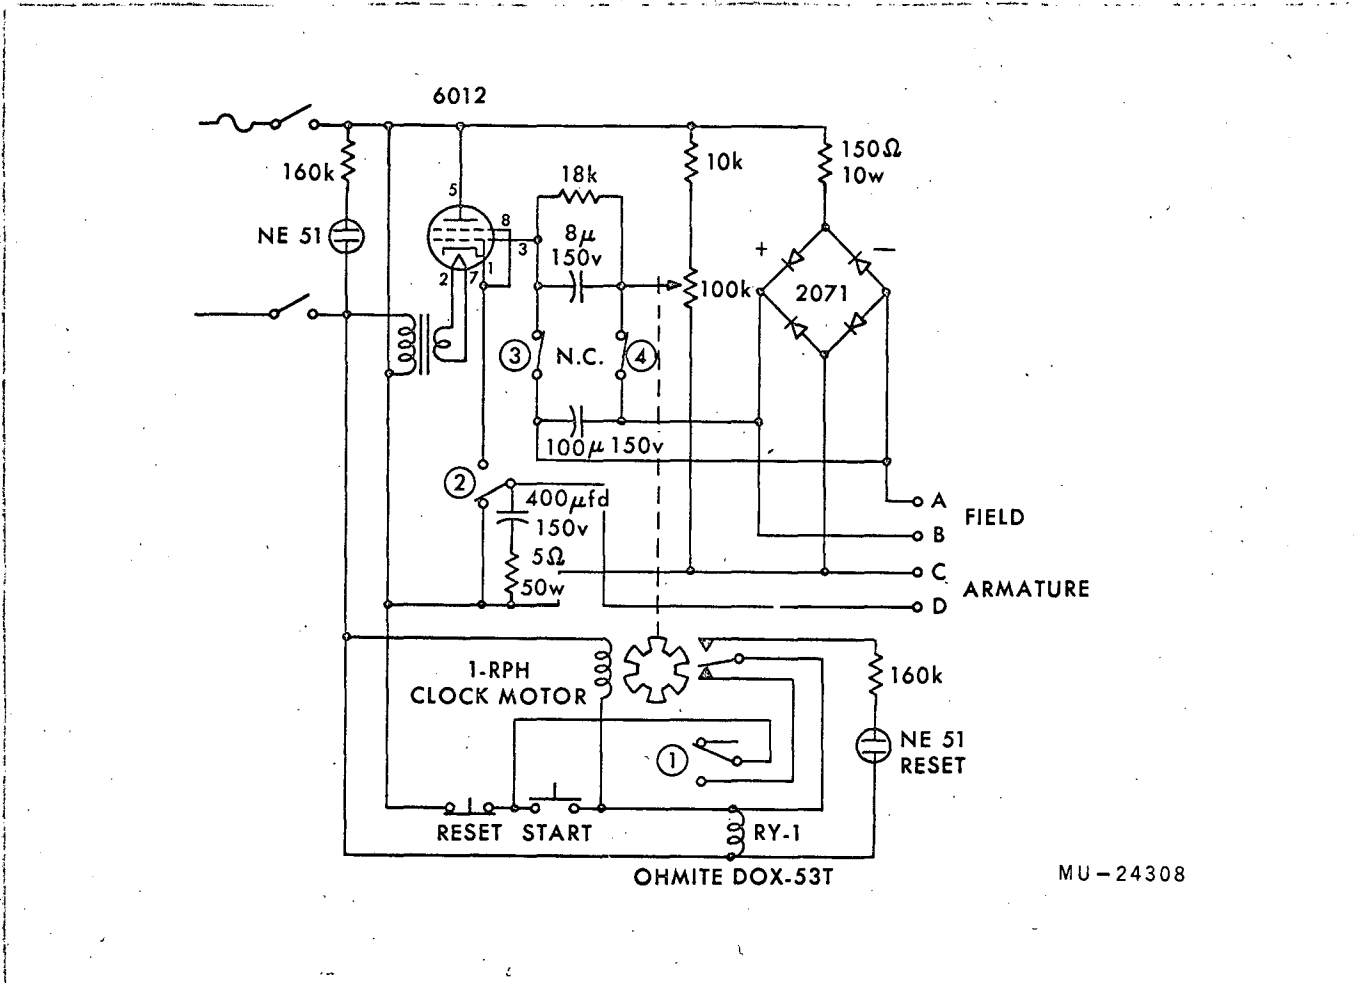 6012
160k
NE 51
5
8
3
1
2
7
18k
8μ
150v
10k
150Ω
10w
+
−
100k
2071
3
N.C.
4
100μ 150v
2
400μfd
150v
5Ω
50w
A
FIELD
B
C
ARMATURE
D
1-RPH
CLOCK MOTOR
160k
1
NE 51
RESET
RESET
START
RY-1
OHMITE DOX-53T
MU-24308